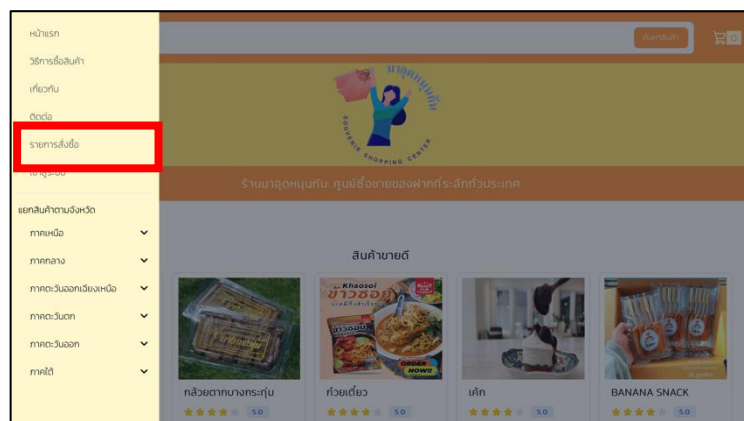 หน้าแรก
วิธีการซื้อสินค้า
เกี่ยวกับ
ติดต่อ
รายการสั่งซื้อ
เข้าสู่ระบบ
แยกสินค้าตามจังหวัด
ภาคเหนือ
ภาคกลาง
ภาคตะวันออกเฉียงเหนือ
ภาคตะวันตก
ภาคตะวันออก
ภาคใต้
ค้นหาสินค้า
0
มาอุดหนุนกัน
SOUVENIR SHOPPING CENTER
ร้านมาอุดหนุนกัน ศูนย์ซื้อขายของฝากที่ระลึกทั่วประเทศ
สินค้าขายดี
Khaosoi
ข้าวซอย
ORDER
NOW!!
กล้วยตากบางกระทุ่ม
ก๋วยเตี๋ยว
เค้ก
BANANA SNACK
5.0
5.0
5.0
5.0